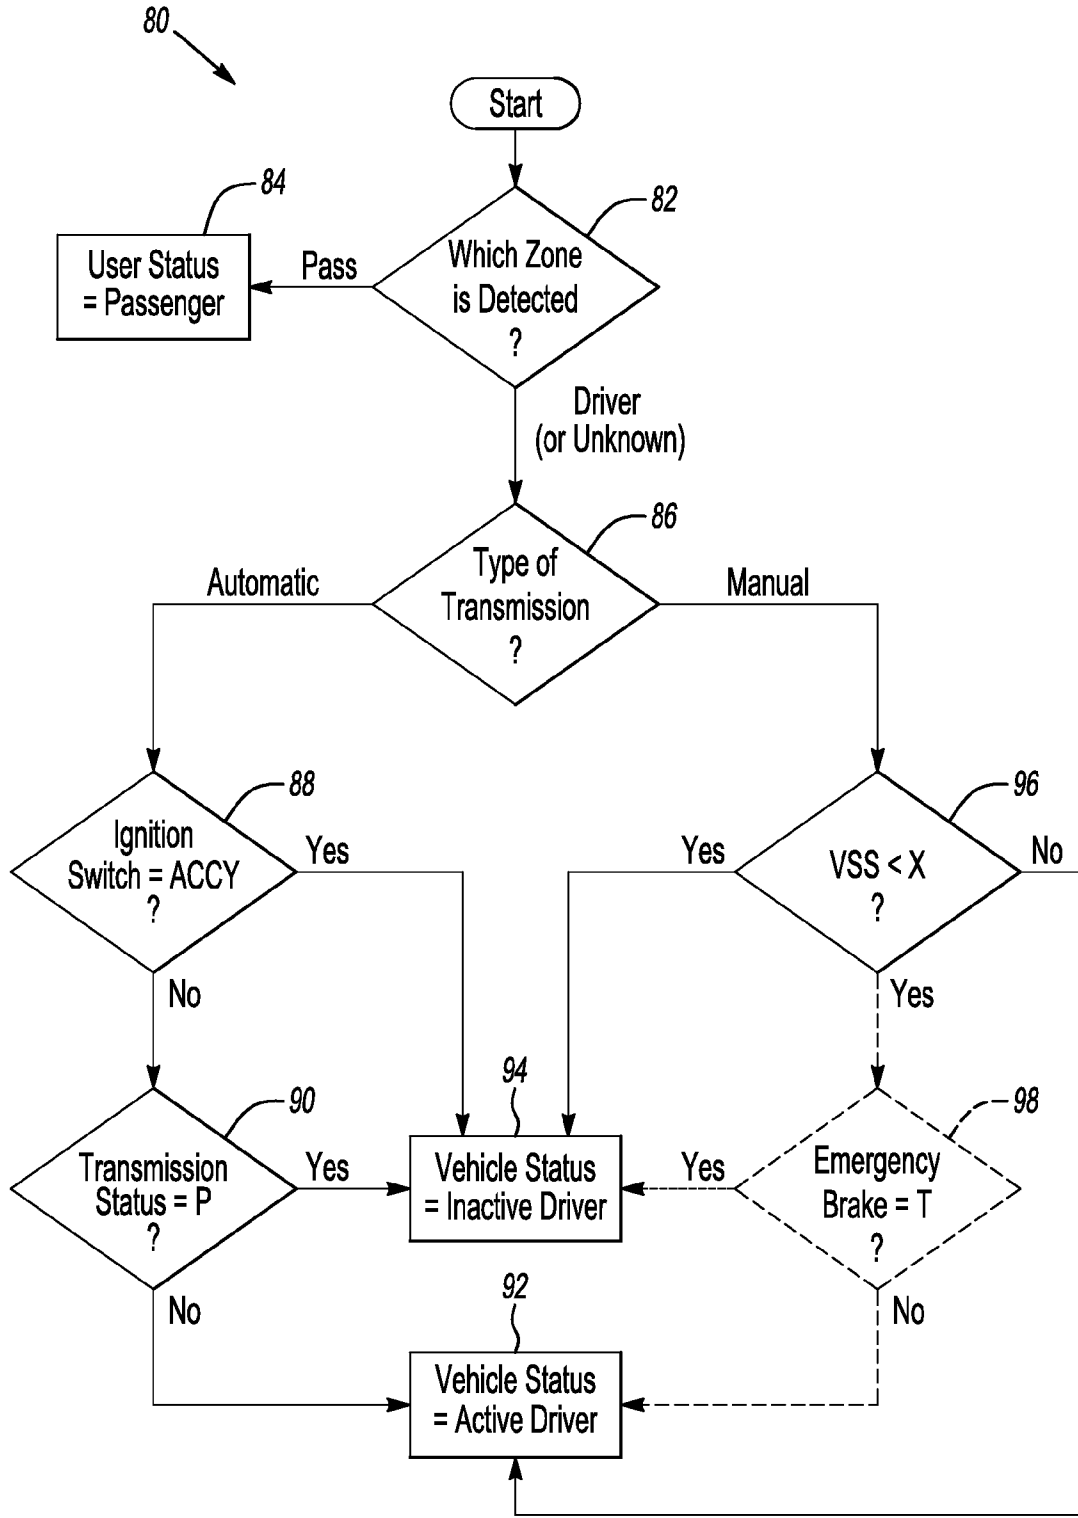 80
Start
84
82
User Status
= Passenger
Pass
Which Zone
is Detected
?
Driver
(or Unknown)
86
Automatic
Type of
Transmission
?
Manual
88
Ignition
Switch = ACCY
?
Yes
No
96
Yes
VSS < X
?
No
Yes
90
Transmission
Status = P
?
Yes
No
94
Vehicle Status
= Inactive Driver
98
Yes
Emergency
Brake = T
?
No
92
Vehicle Status
= Active Driver